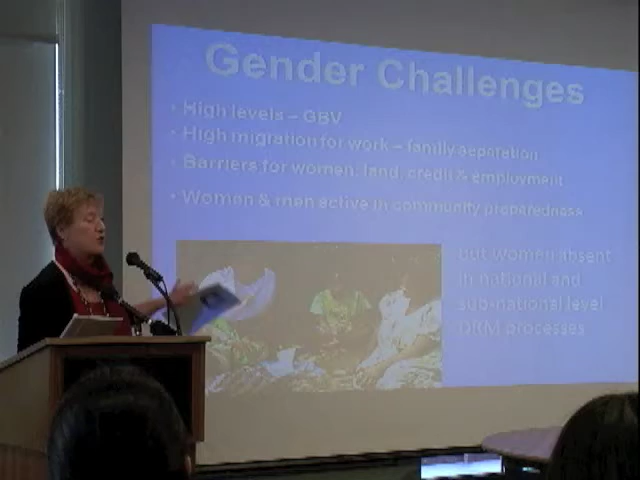 Gender Challenges
• High levels – GBV
• High migration for work – family separation
• Barriers for women: land, credit & employment
• Women & men active in community preparedness
but women absent
in national and
sub-national level
DRM processes